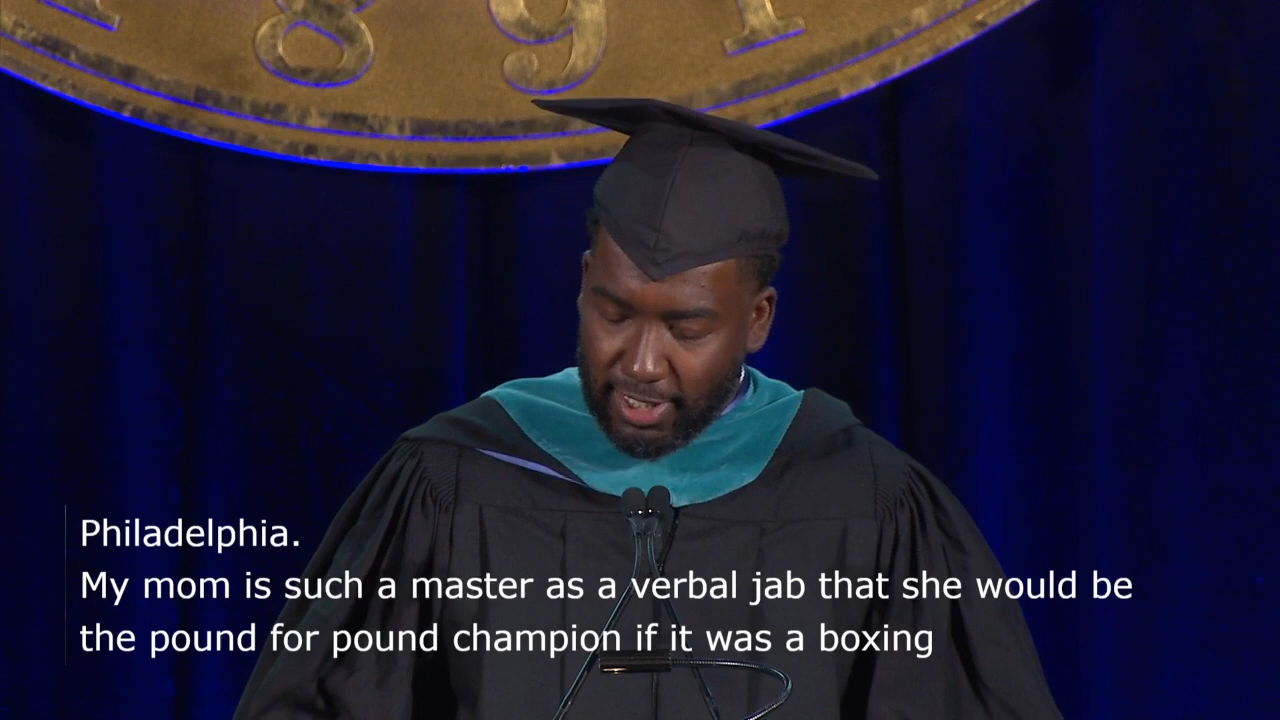 1891
Philadelphia.
My mom is such a master as a verbal jab that she would be
the pound for pound champion if it was a boxing